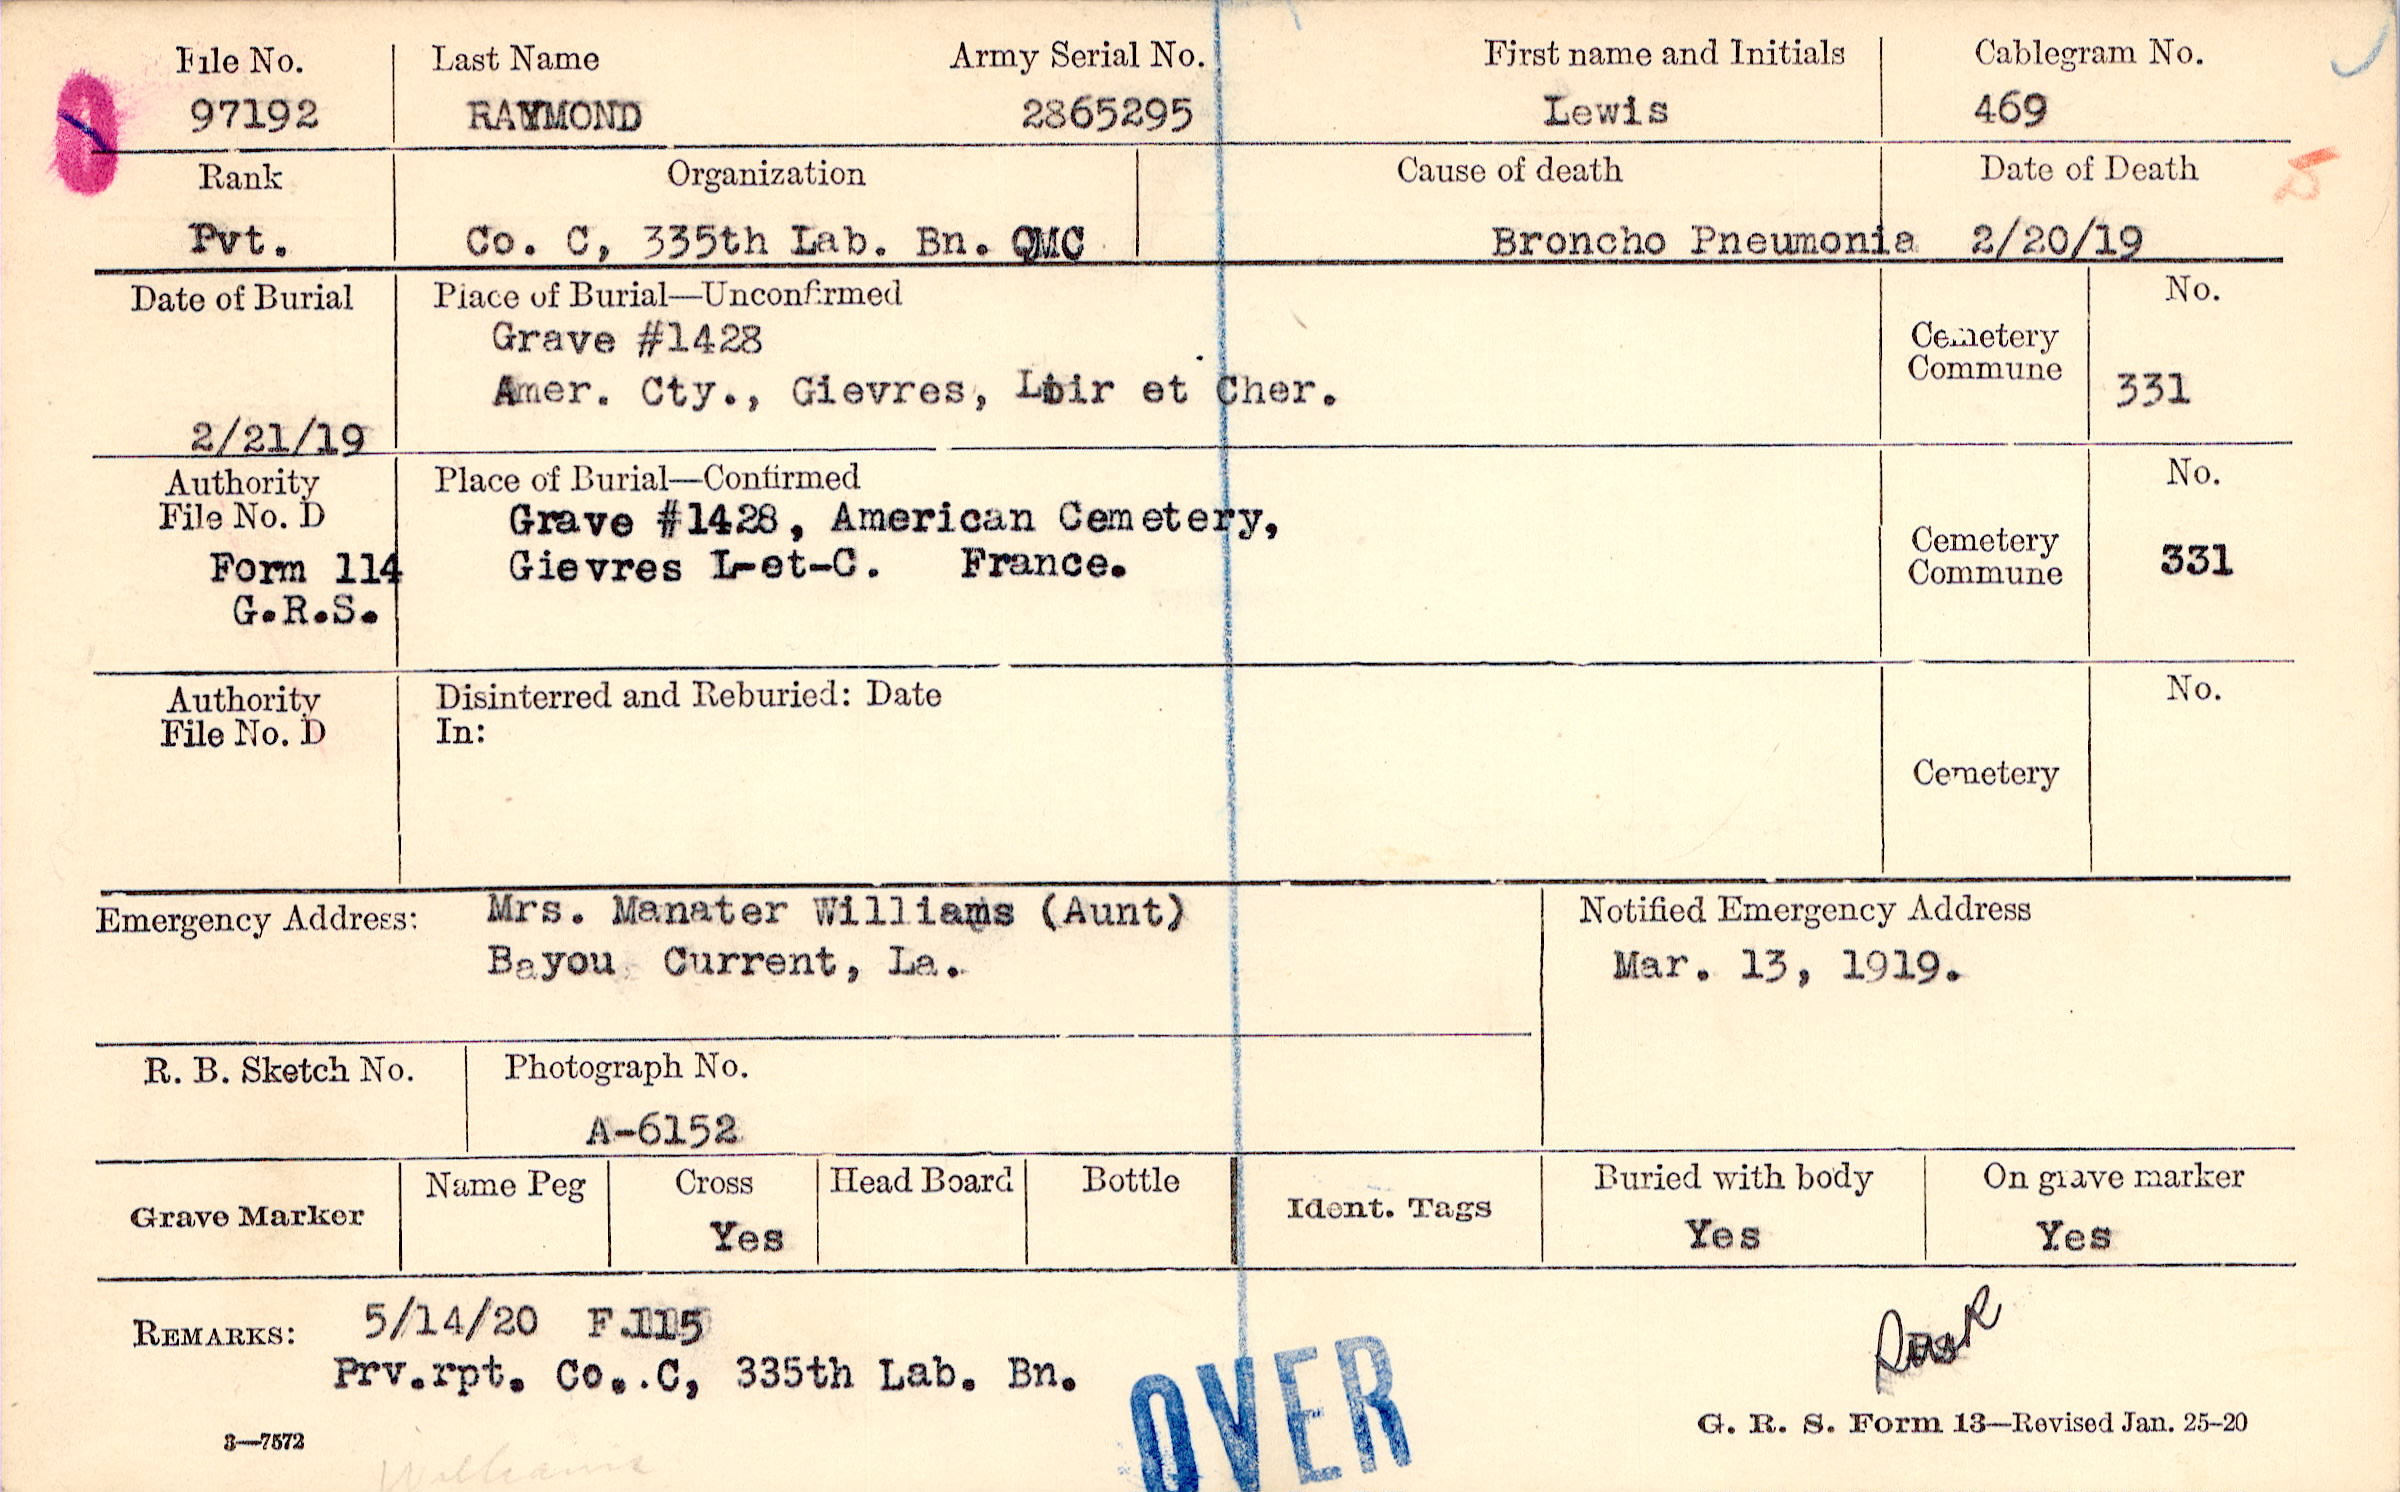 File No. Last Name Army Serial No. First name and Initials Cablegram No.
97192 RAYMOND 2865295 Lewis 469
Rank Organization Cause of death Date of Death
Pvt. Co. C, 335th Lab. Bn. QMC Broncho Pneumonia 2/20/19
Date of Burial Place of Burial—Unconfirmed No.
Grave #1428
Cemetery
Commune
Amer. Cty., Gievres, Loir et Cher. 331
2/21/19
Authority Place of Burial—Confirmed No.
File No. D Grave #1428, American Cemetery,
Form 114 Gievres L-et-C. France.
Cemetery
Commune 331
G.R.S.
Authority Disinterred and Reburied: Date No.
File No. D In:
Cemetery
Emergency Address: Mrs. Manater Williams (Aunt) Notified Emergency Address
Bayou Current, La. Mar. 13, 1919.
R. B. Sketch No. Photograph No.
A-6152
Grave Marker Name Peg Cross Head Board Bottle Ident. Tags Buried with body On grave marker
Yes Yes Yes
REMARKS: 5/14/20 F.115
Prv.rpt. Co..C, 335th Lab. Bn.
OVER
G. R. S. Form 13—Revised Jan. 25-20
3—7572
Williams